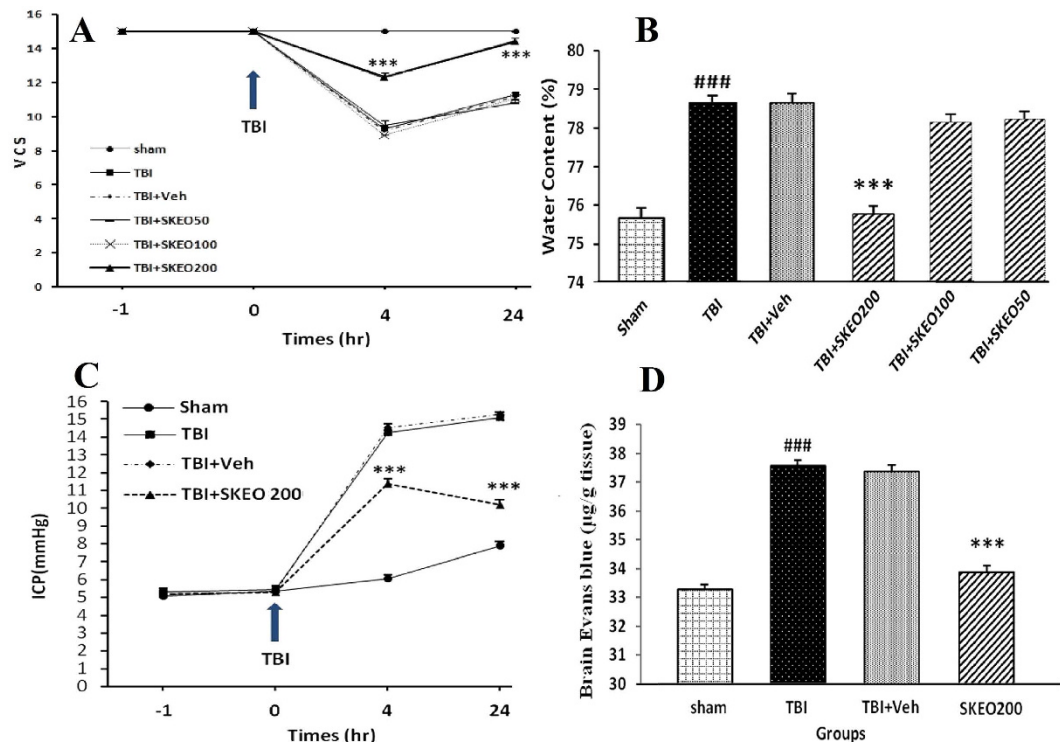 A
16
14
12
10
8
6
4
2
0
VCS
***
***
TBI
sham
TBI
TBI+Veh
TBI+SKEO50
TBI+SKEO100
TBI+SKEO200
-1
0
4
24
Times (hr)
B
80
79
78
77
76
75
74
Water Content (%)
###
***
Sham
TBI
TBI+Veh
TBI+SKEO200
TBI+SKEO100
TBI+SKEO50
C
16
15
14
13
12
11
10
9
8
7
6
5
4
3
2
1
0
ICP(mmHg)
Sham
TBI
TBI+Veh
TBI+SKEO 200
***
***
TBI
-1
0
4
24
Times (hr)
D
39
38
37
36
35
34
33
32
31
30
Brain Evans blue (µg/g tissue)
###
***
sham
TBI
TBI+Veh
SKEO200
Groups